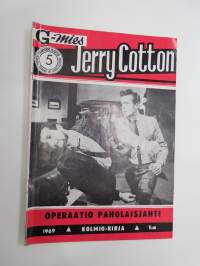 G-mies
5
Jerry Cotton
OPERAATIO PAHOLAISJAHTI
1969 ▲ KOLMIO-KIRJA ▲